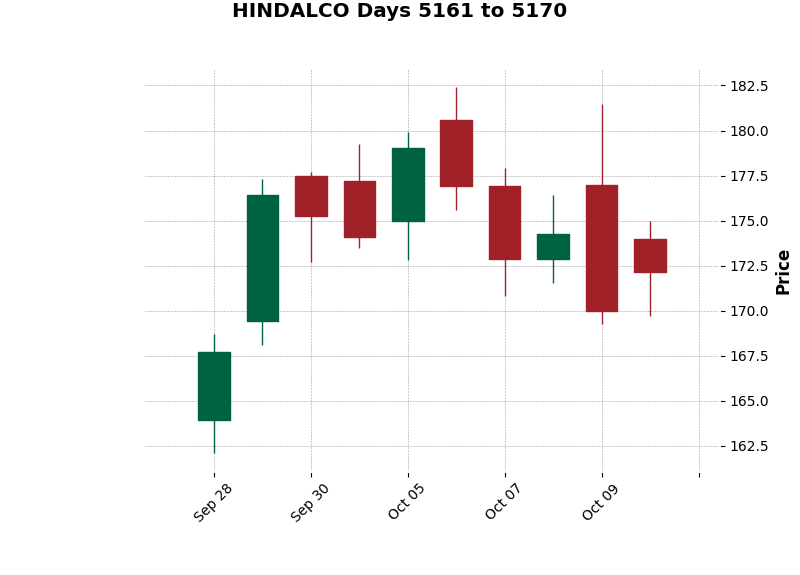 HINDALCO Days 5161 to 5170
182.5
180.0
177.5
175.0
172.5
170.0
167.5
165.0
162.5
Price
Sep 28
Sep 30
Oct 05
Oct 07
Oct 09